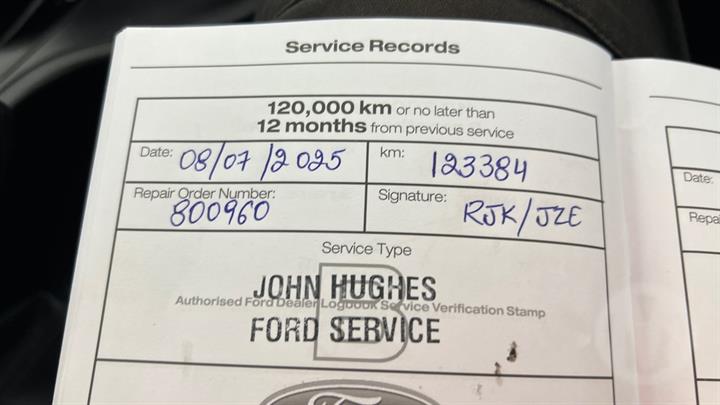 Service Records
120,000 km or no later than
12 months from previous service
Date: 08/07/2025 km: 123384
Date:
Repair Order Number: 800960 Signature: RJK/JZE
Service Type
B
JOHN HUGHES
Authorised Ford Dealer Logbook Service Verification Stamp
FORD SERVICE